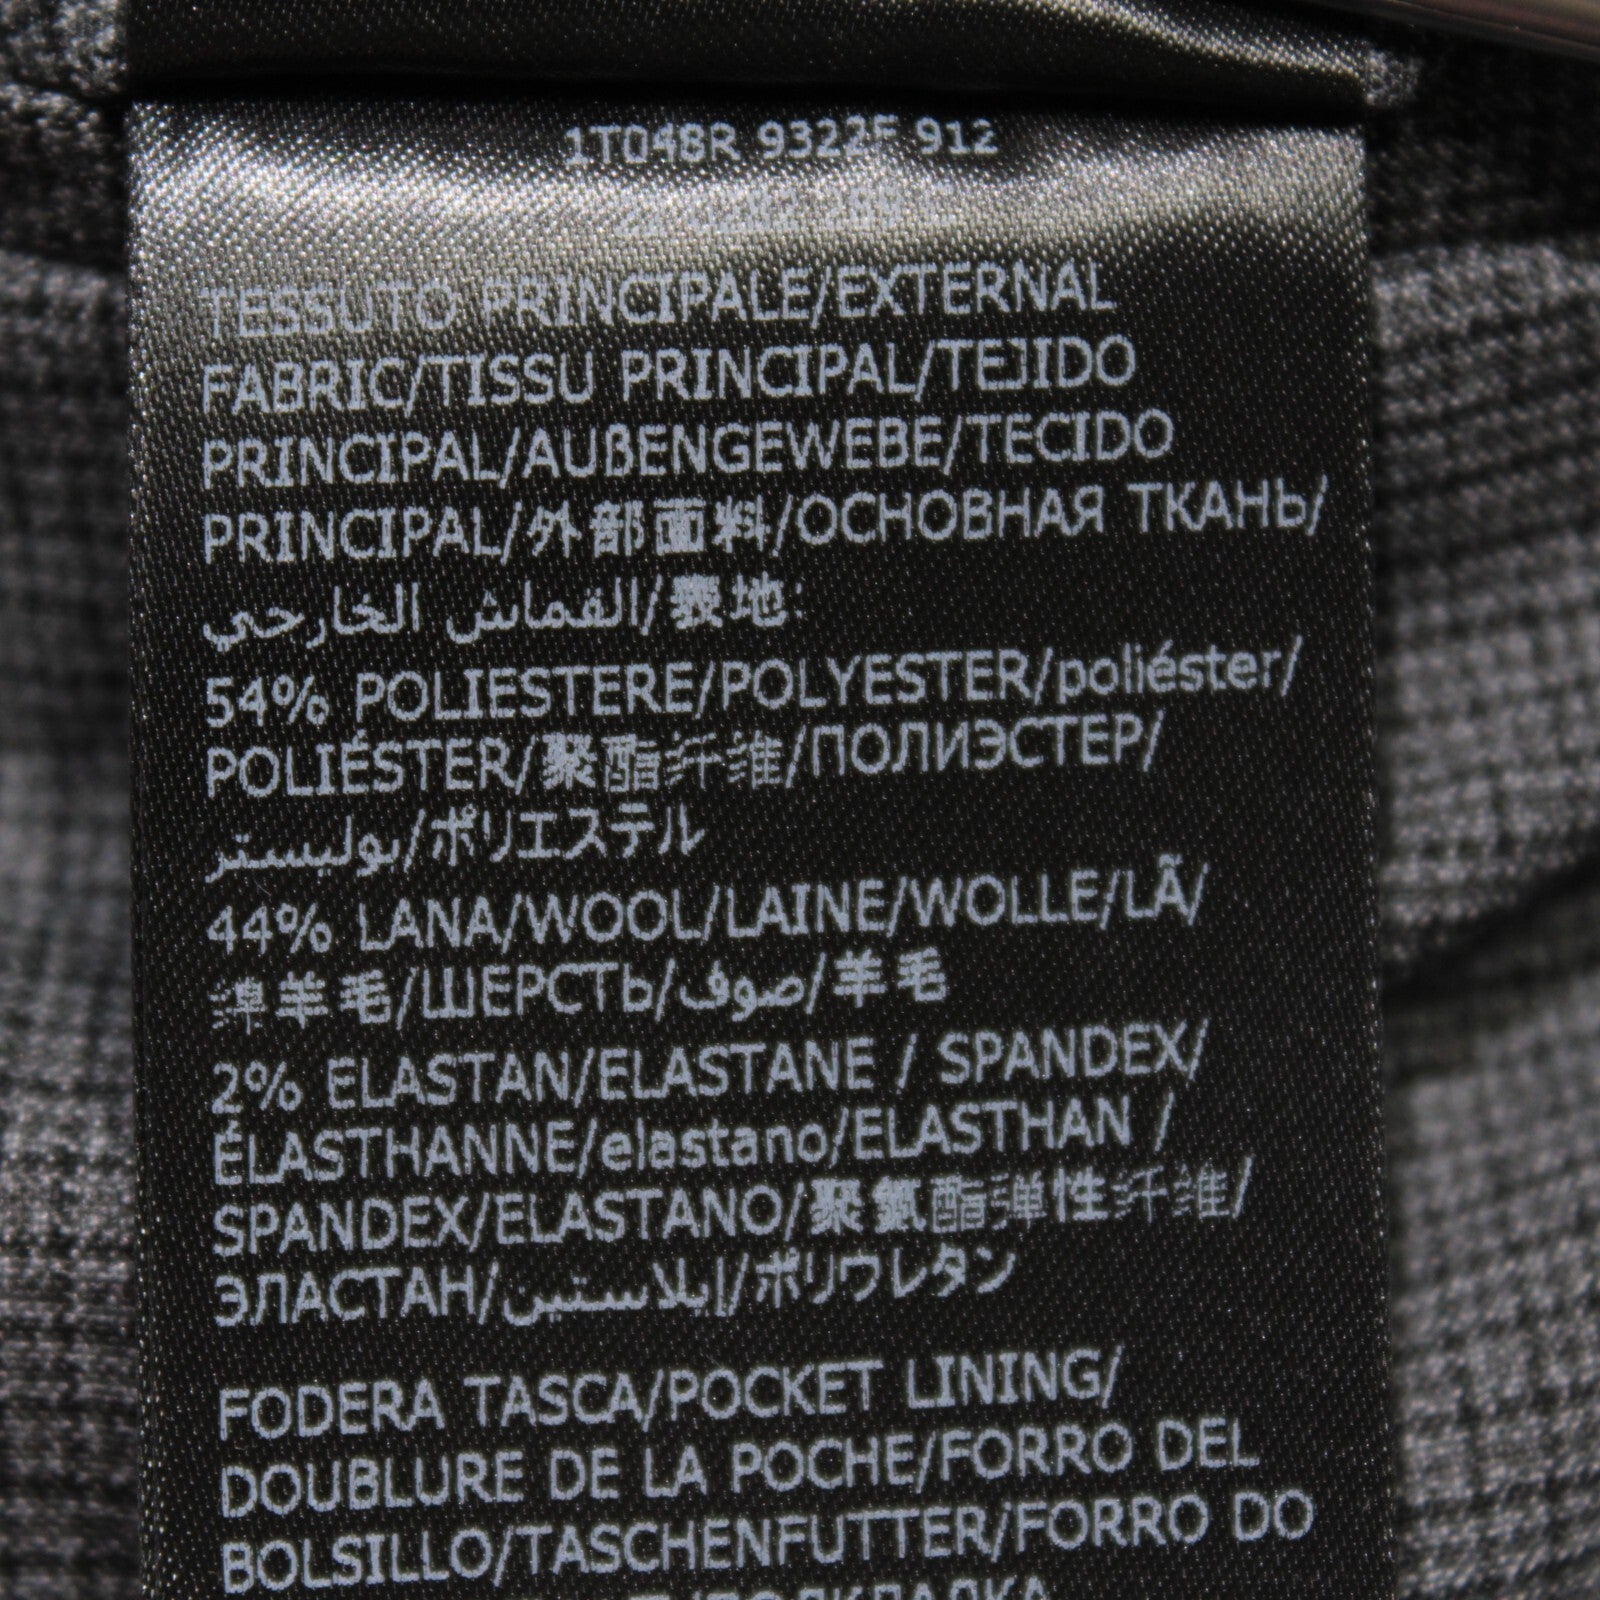 1T048R 9322F 912
TESSUTO PRINCIPALE/EXTERNAL
FABRIC/TISSU PRINCIPAL/TEJIDO
PRINCIPAL/AUßENGEWEBE/TECIDO
PRINCIPAL/外部面料/ОСНОВНАЯ ТКАНЬ/
القماش الخارجي/表地:
54% POLIESTERE/POLYESTER/poliéster/
POLIÉSTER/聚酯纤维/ПОЛИЭСТЕР/
بوليستر/ポリエステル
44% LANA/WOOL/LAINE/WOLLE/LÃ/
绵羊毛/ШЕРСТЬ/صوف/羊毛
2% ELASTAN/ELASTANE / SPANDEX/
ÉLASTHANNE/elastano/ELASTHAN /
SPANDEX/ELASTANO/聚氨酯弹性纤维/
ЭЛАСТАН/إيلاستين/ポリウレタン
FODERA TASCA/POCKET LINING/
DOUBLURE DE LA POCHE/FORRO DEL
BOLSILLO/TASCHENFUTTER/FORRO DO